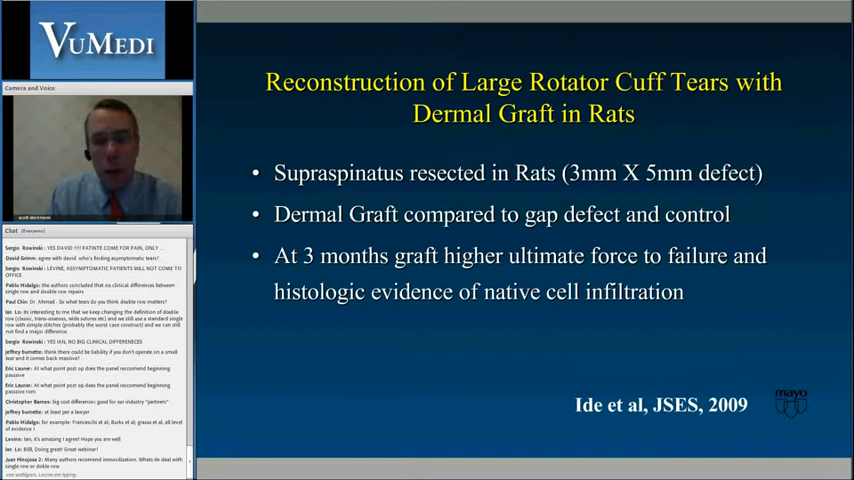 VUMEDI
Camera and Voice
scott steinmann
Chat (Everyone)
Sergio Rowinski: YES DAVID !!!! PATINTE COME FOR PAIN, ONLY ...
David Grimm: agree with david. who's finding asymptomatic tears?
Sergio Rowinski: LEVINE, ASSYMPTOMATIC PATIENTS WILL NOT COME TO
OFFICE
Pablo Hidalgo: the authors concluded that no clinical differences between
single row and double row repairs
Paul Chin: Dr. Ahmad - So what tears do you think double row matters?
Ian Lo: Its interesting to me that we keep changing the definition of double
row (classic, trans-osseous, wide sutures etc) and we still use a standard single
row with simple stitches (probably the worst case construct) and we can still
not find a major difference.
Sergio Rowinski: YES IAN, NO BIG CLINICAL DIFFERENECES
jeffrey burnette: think there could be liability if you don't operate on a small
tear and it comes back massive?
Eric Launer: At what point post op does the panel reccomend beginning
passsive
Eric Launer: At what point post op does the panel reccomend beginning
passsive rom
Christopher Barnes: Big cost difference: good for our industry "partners"
jeffrey burnette: at least per a lawyer
Pablo Hidalgo: for example: Franceschi et al; Burks et al, grasso et al, all level
of evidence I
Levine: Ian, it's amazing I agree! Hope you are well
Ian Lo: Bill, Doing great! Great webinar!
Juan Hinojosa 2: Many authors recomend immovilization. Whats de deal with
single row or doble row
Reconstruction of Large Rotator Cuff Tears with
Dermal Graft in Rats
• Supraspinatus resected in Rats (3mm X 5mm defect)
• Dermal Graft compared to gap defect and control
• At 3 months graft higher ultimate force to failure and
histologic evidence of native cell infiltration
Ide et al, JSES, 2009
mayo